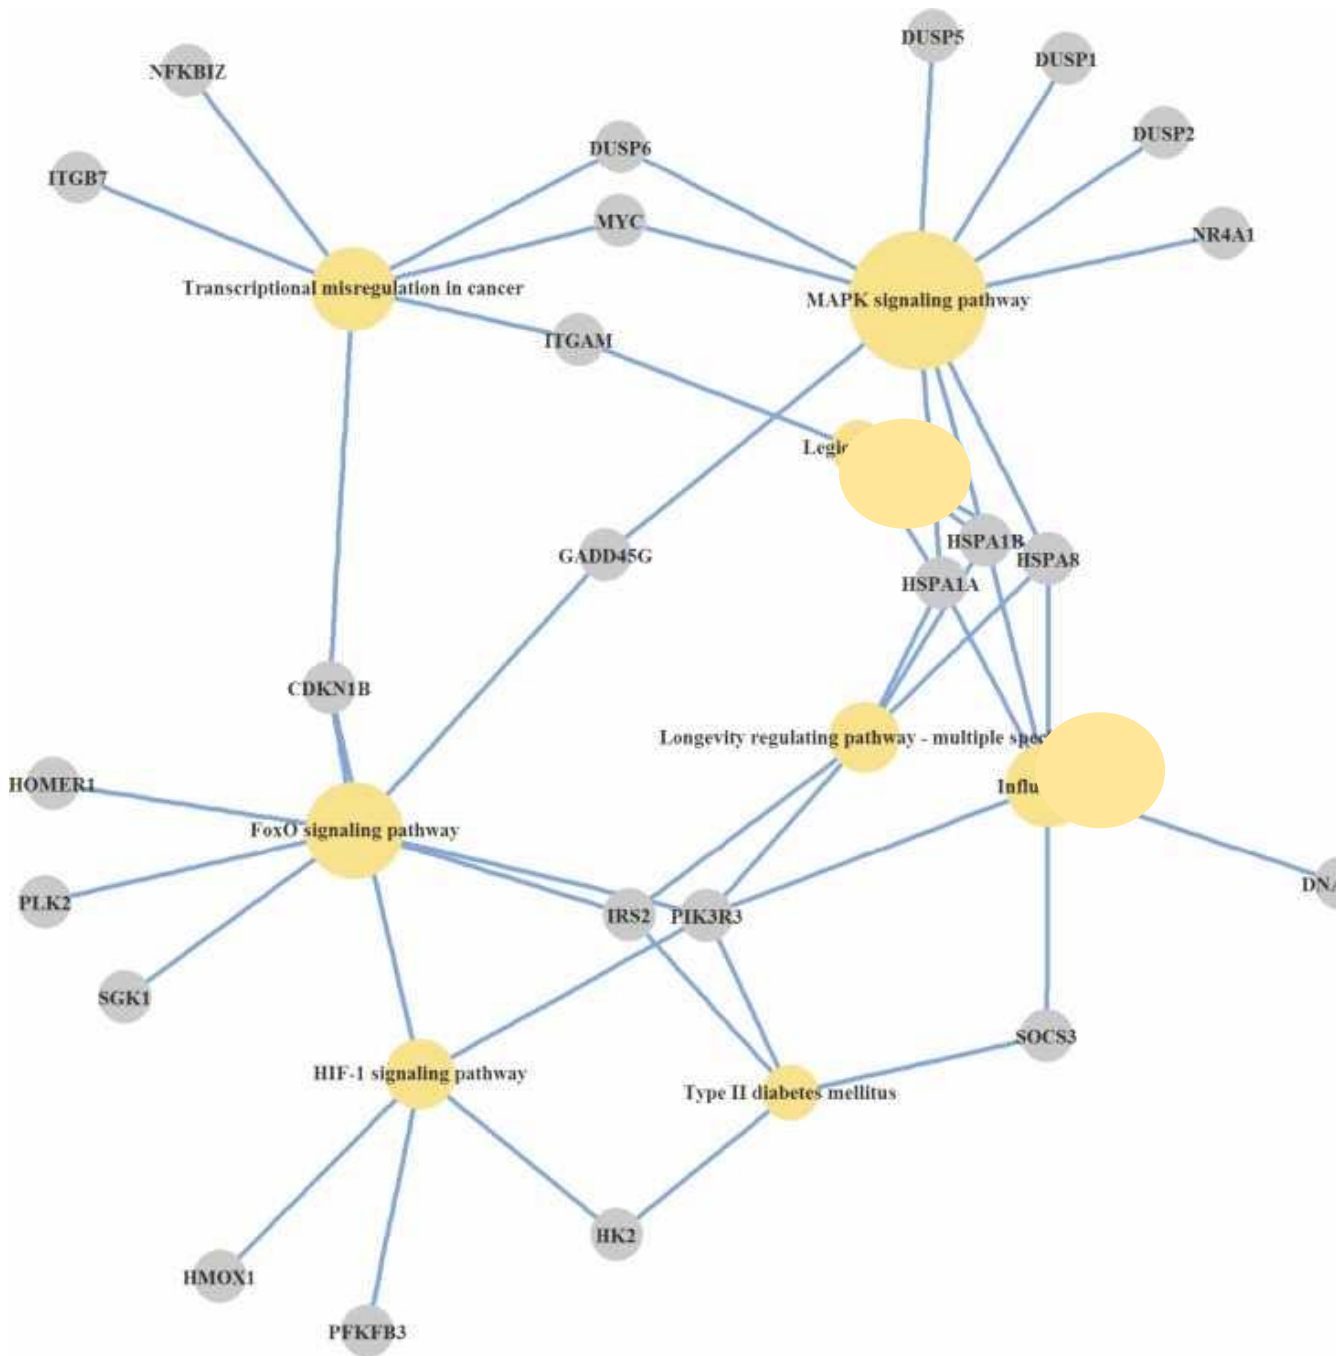 DUSP5
DUSP1
NFKBIZ
DUSP2
DUSP6
ITGB7
MYC
NR4A1
Transcriptional misregulation in cancer
MAPK signaling pathway
ITGAM
HSPA1B
GADD45G
HSPA8
HSPA1A
CDKN1B
Longevity regulating pathway - multiple
HOMER1
FoxO signaling pathway
PLK2
IRS2
PIK3R3
SGK1
SOCS3
HIF-1 signaling pathway
Type II diabetes mellitus
HK2
HMOX1
PFKFB3